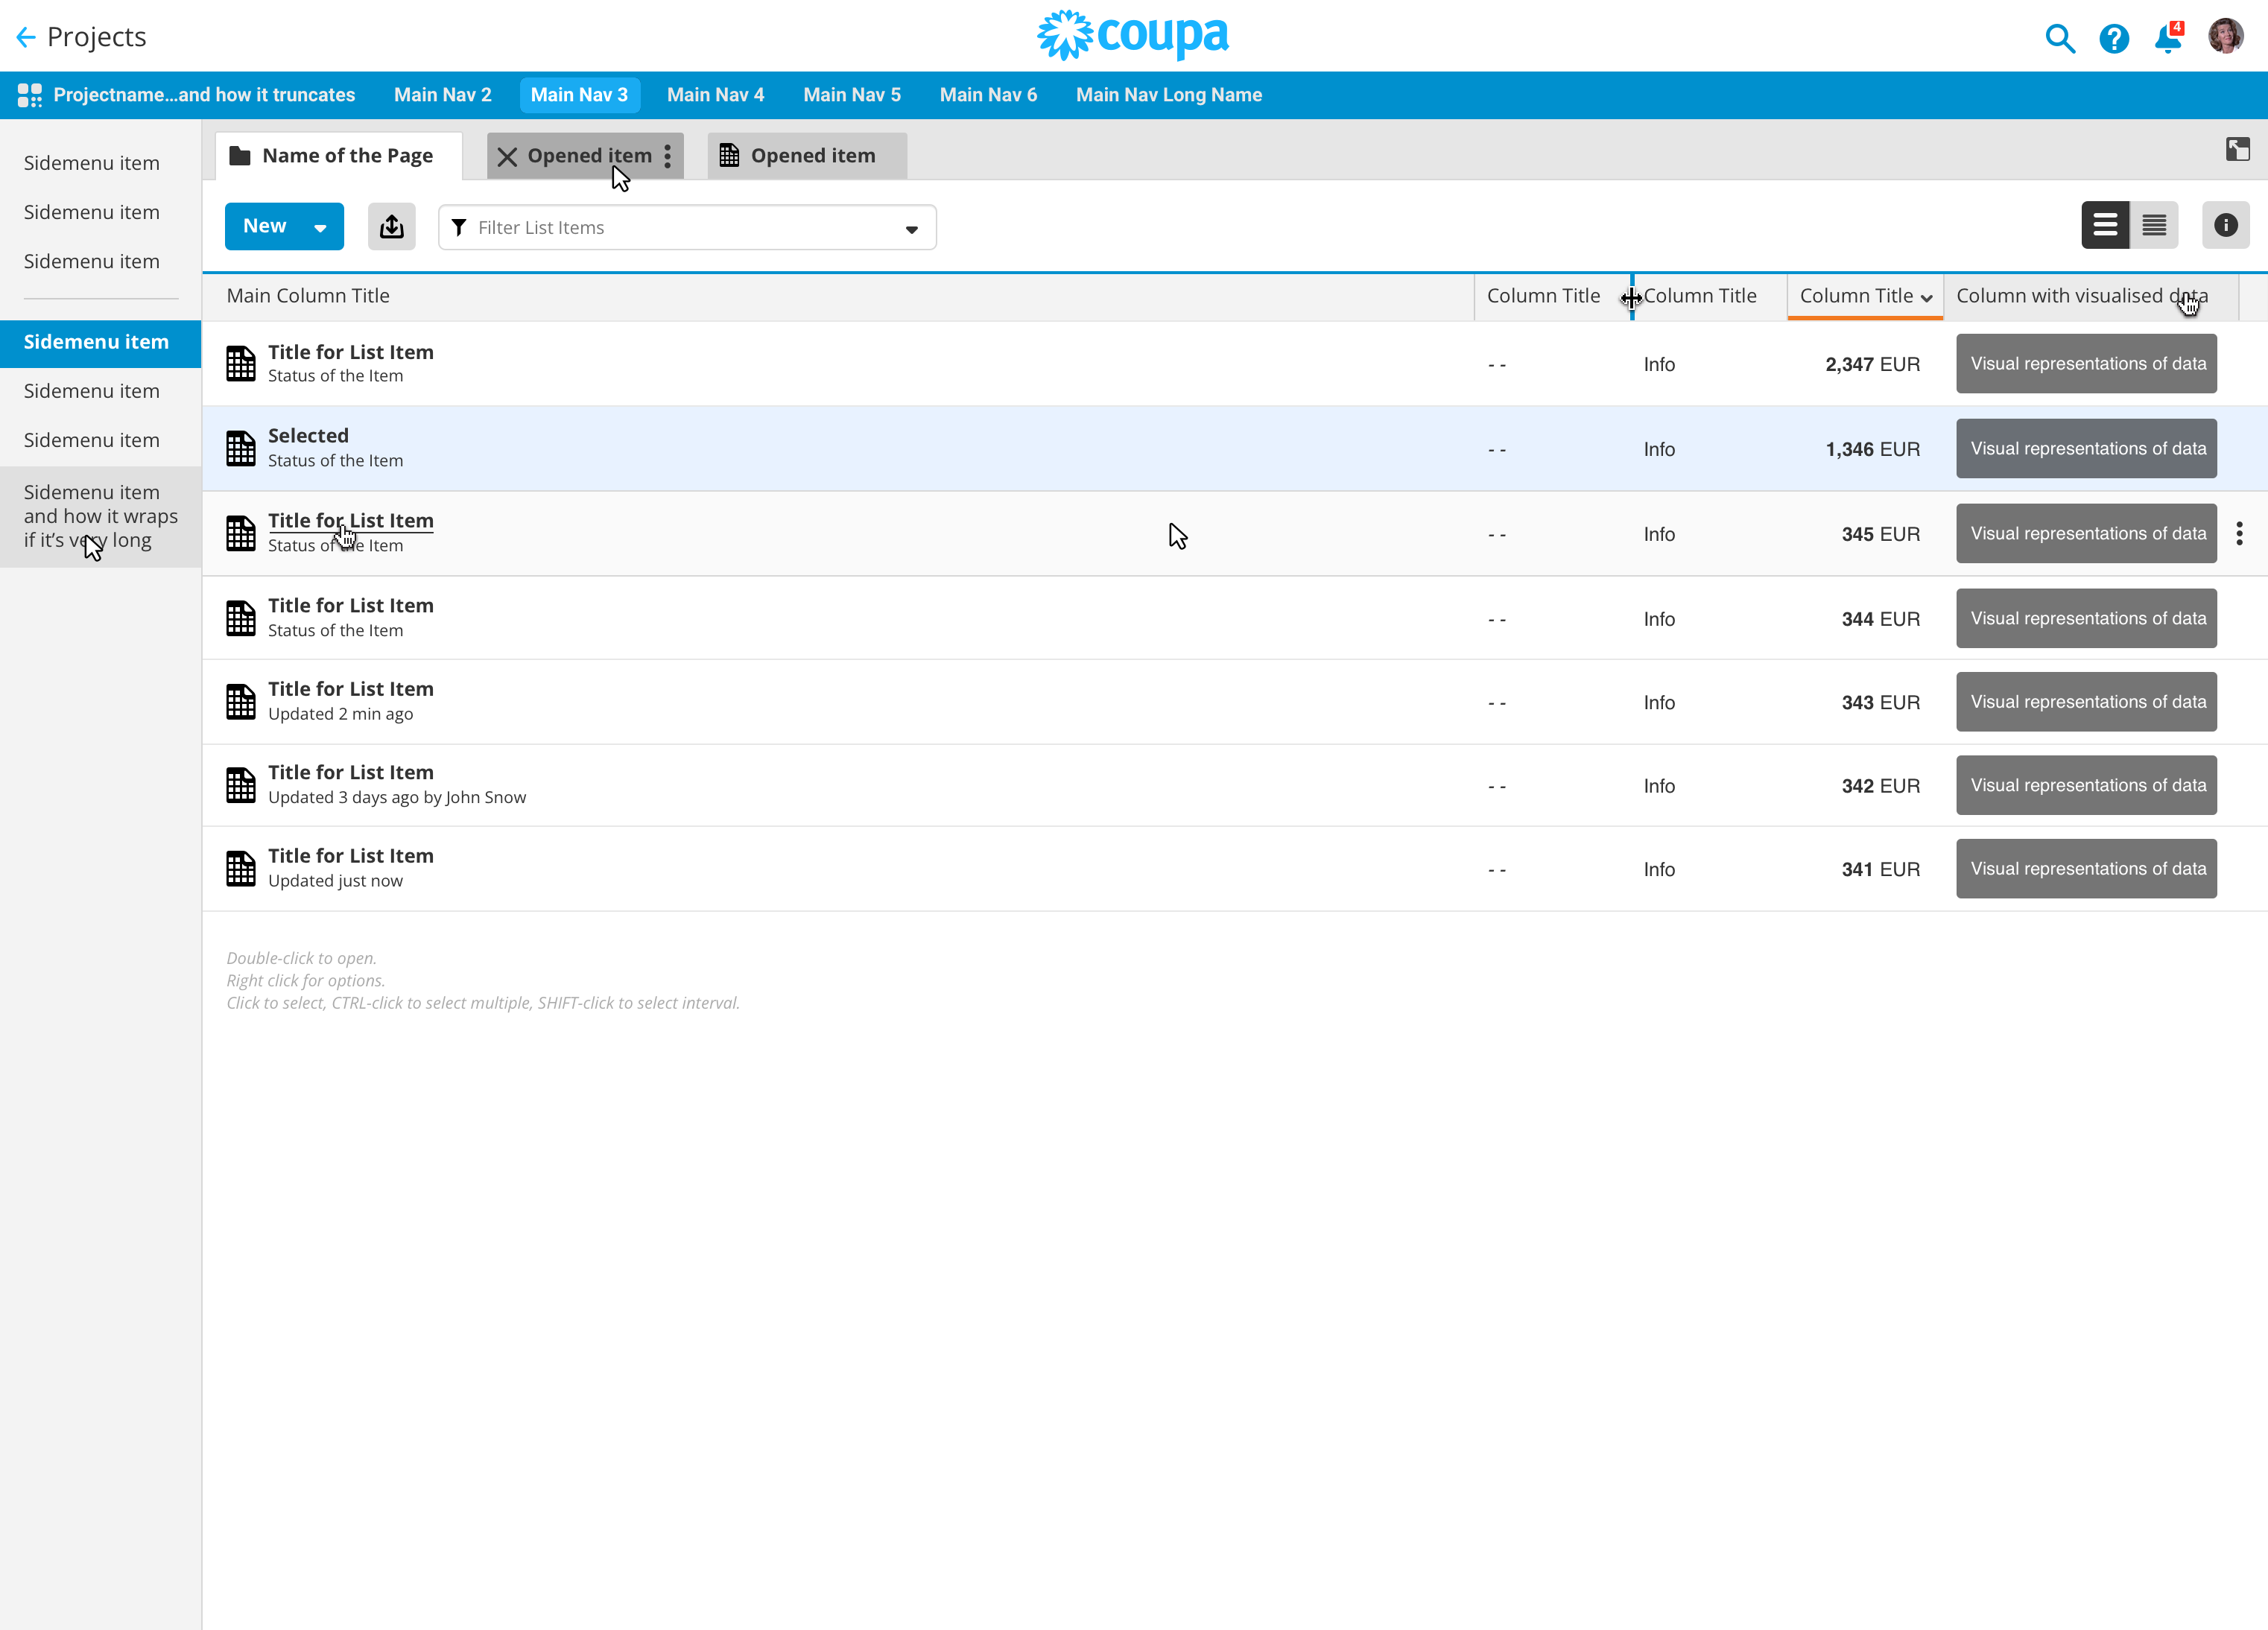 Projects
coupa
4
Projectname...and how it truncates Main Nav 2 Main Nav 3 Main Nav 4 Main Nav 5 Main Nav 6 Main Nav Long Name
Sidemenu item
Sidemenu item
Sidemenu item
Sidemenu item
Sidemenu item
Sidemenu item
Sidemenu item
and how it wraps
if it's very long
Name of the Page Opened item Opened item
New Filter List Items
Main Column Title Column Title Column Title Column Title Column with visualised data
Title for List Item
Status of the Item
- - Info 2,347 EUR Visual representations of data
Selected
Status of the Item
- - Info 1,346 EUR Visual representations of data
Title for List Item
Status of the Item
- - Info 345 EUR Visual representations of data
Title for List Item
Status of the Item
- - Info 344 EUR Visual representations of data
Title for List Item
Updated 2 min ago
- - Info 343 EUR Visual representations of data
Title for List Item
Updated 3 days ago by John Snow
- - Info 342 EUR Visual representations of data
Title for List Item
Updated just now
- - Info 341 EUR Visual representations of data
Double-click to open.
Right click for options.
Click to select, CTRL-click to select multiple, SHIFT-click to select interval.